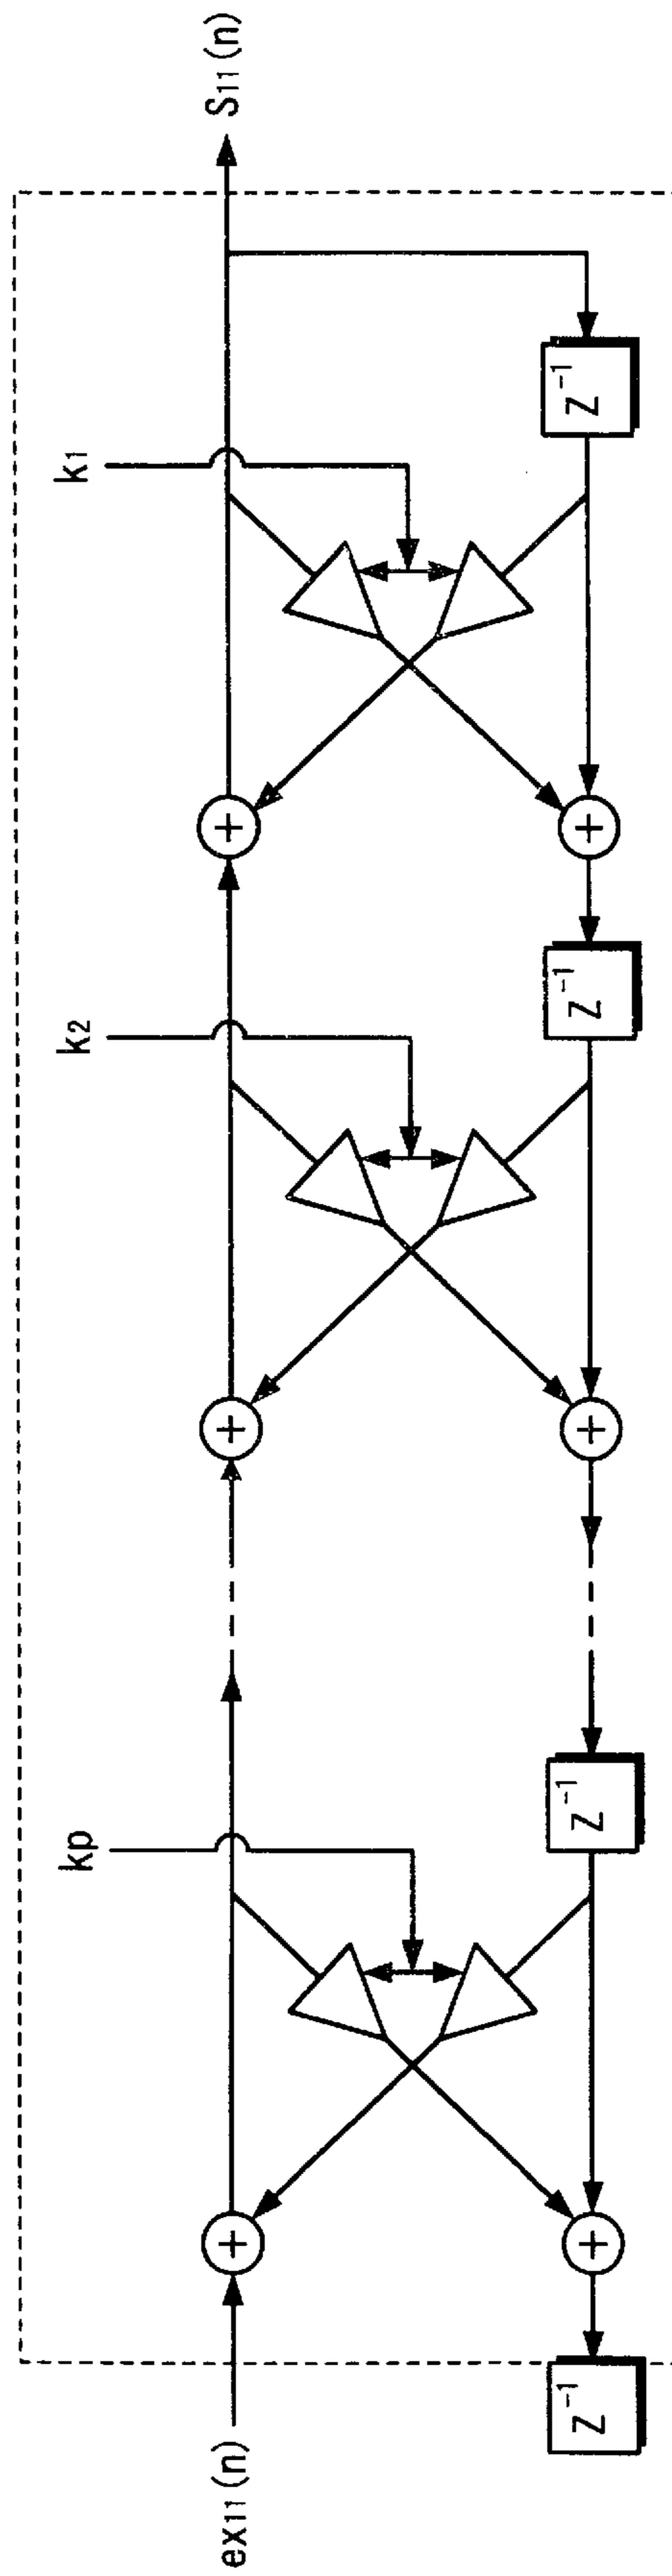 kp
k2
k1
ex11(n)
S11(n)
+
+
+
+
+
+
Z⁻¹
Z⁻¹
Z⁻¹
Z⁻¹